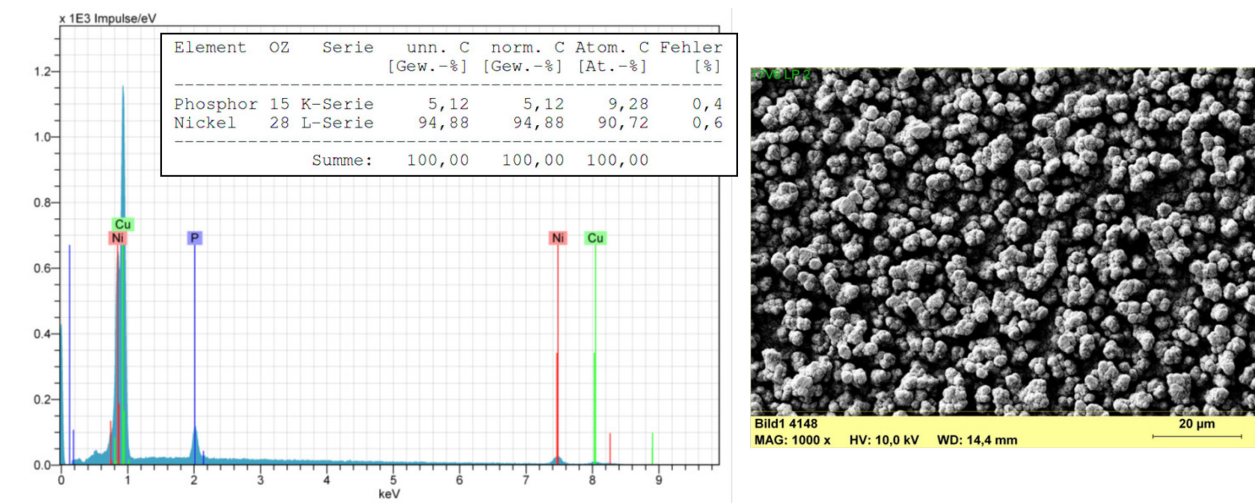 x 1E3 Impulse/eV
Element OZ Serie unn. C norm. C Atom. C Fehler
[Gew.-%] [Gew.-%] [At.-%] [%]
Phosphor 15 K-Serie 5,12 5,12 9,28 0,4
Nickel 28 L-Serie 94,88 94,88 90,72 0,6
Summe: 100,00 100,00 100,00
1.2
1.0
0.8
0.6
0.4
0.2
0.0
Cu
Ni
P
Ni
Cu
0 1 2 3 4 5 6 7 8 9
keV
LP 2
Bild1 4148
20 µm
MAG: 1000 x HV: 10,0 kV WD: 14,4 mm